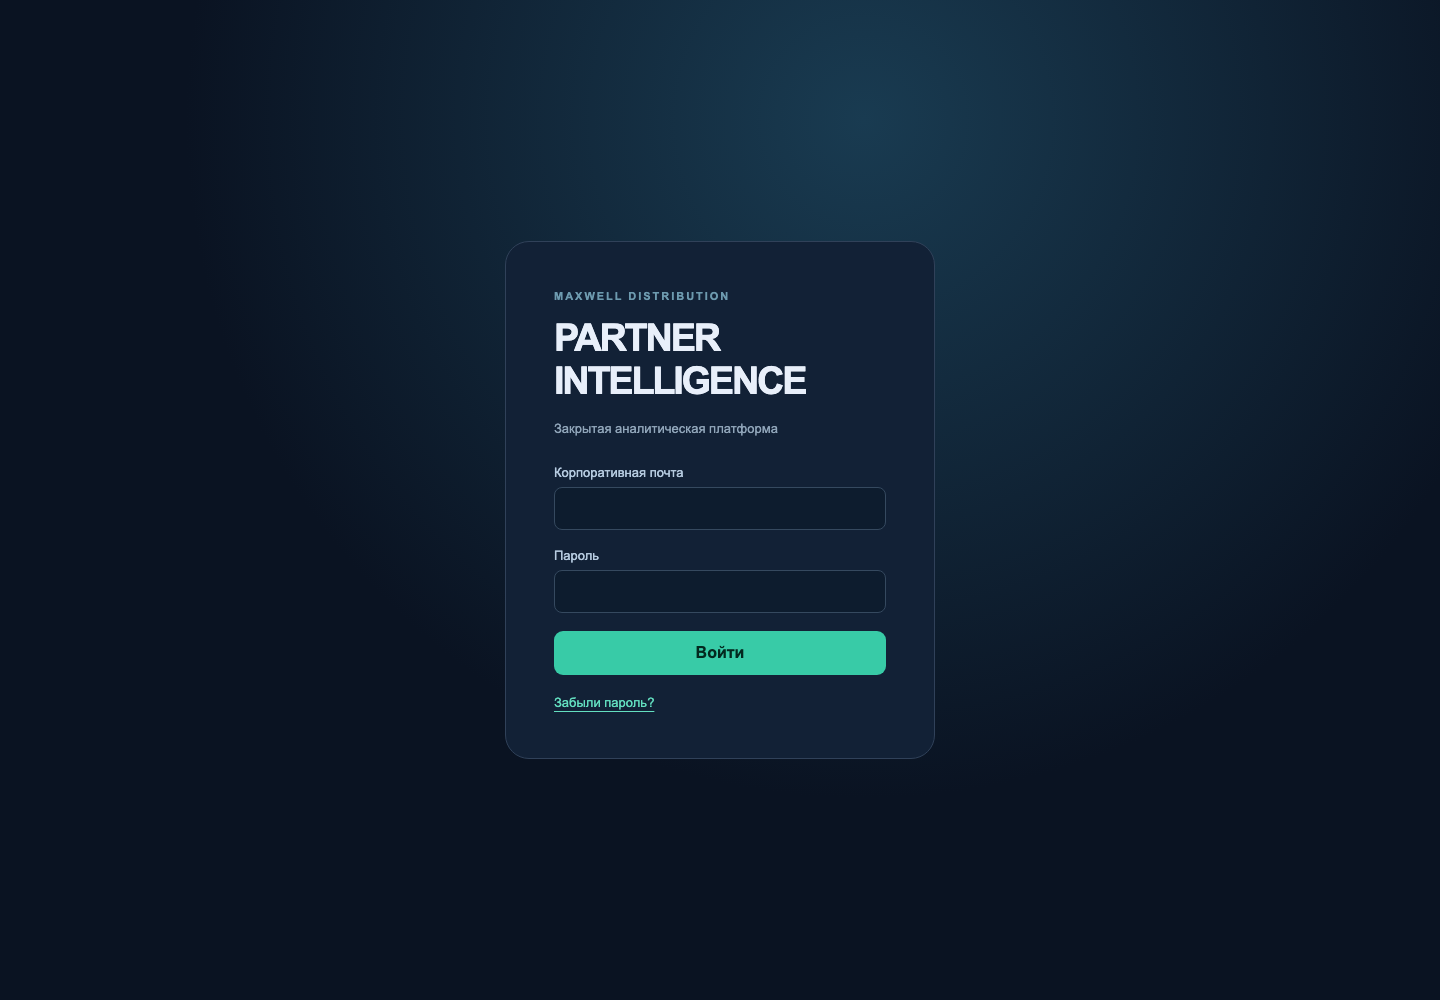 MAXWELL DISTRIBUTION
PARTNER
INTELLIGENCE
Закрытая аналитическая платформа
Корпоративная почта
Пароль
Войти
Забыли пароль?